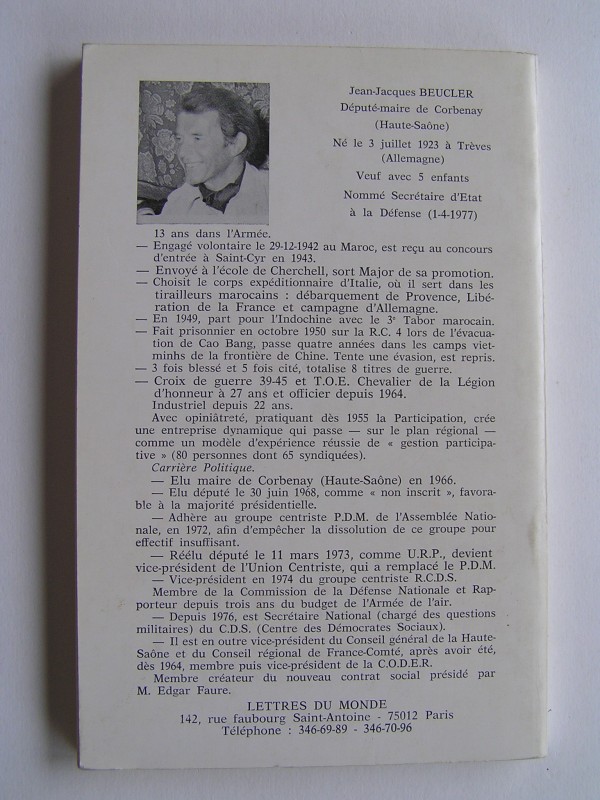 Jean-Jacques BEUCLER
Député-maire de Corbenay
(Haute-Saône)
Né le 3 juillet 1923 à Trèves
(Allemagne)
Veuf avec 5 enfants
Nommé Secrétaire d'Etat
à la Défense (1-4-1977)
13 ans dans l'Armée.
— Engagé volontaire le 29-12-1942 au Maroc, est reçu au concours
d'entrée à Saint-Cyr en 1943.
— Envoyé à l'école de Cherchell, sort Major de sa promotion.
— Choisit le corps expéditionnaire d'Italie, où il sert dans les
tirailleurs marocains : débarquement de Provence, Libé-
ration de la France et campagne d'Allemagne.
— En 1949, part pour l'Indochine avec le 3e Tabor marocain.
— Fait prisonnier en octobre 1950 sur la R.C. 4 lors de l'évacua-
tion de Cao Bang, passe quatre années dans les camps viet-
minhs de la frontière de Chine. Tente une évasion, est repris.
— 3 fois blessé et 5 fois cité, totalise 8 titres de guerre.
— Croix de guerre 39-45 et T.O.E. Chevalier de la Légion
d'honneur à 27 ans et officier depuis 1964.
Industriel depuis 22 ans.
Avec opiniâtreté, pratiquant dès 1955 la Participation, crée
une entreprise dynamique qui passe — sur le plan régional —
comme un modèle d'expérience réussie de « gestion participa-
tive » (80 personnes dont 65 syndiquées).
Carrière Politique.
— Elu maire de Corbenay (Haute-Saône) en 1966.
— Elu député le 30 juin 1968, comme « non inscrit », favora-
ble à la majorité présidentielle.
— Adhère au groupe centriste P.D.M. de l'Assemblée Natio-
nale, en 1972, afin d'empêcher la dissolution de ce groupe pour
effectif insuffisant.
— Réélu député le 11 mars 1973, comme U.R.P., devient
vice-président de l'Union Centriste, qui a remplacé le P.D.M.
— Vice-président en 1974 du groupe centriste R.C.D.S.
Membre de la Commission de la Défense Nationale et Rap-
porteur depuis trois ans du budget de l'Armée de l'air.
— Depuis 1976, est Secrétaire National (chargé des questions
militaires) du C.D.S. (Centre des Démocrates Sociaux).
— Il est en outre vice-président du Conseil général de la Haute-
Saône et du Conseil régional de France-Comté, après avoir été,
dès 1964, membre puis vice-président de la C.O.D.E.R.
Membre créateur du nouveau contrat social présidé par
M. Edgar Faure.
LETTRES DU MONDE
142, rue faubourg Saint-Antoine - 75012 Paris
Téléphone : 346-69-89 - 346-70-96